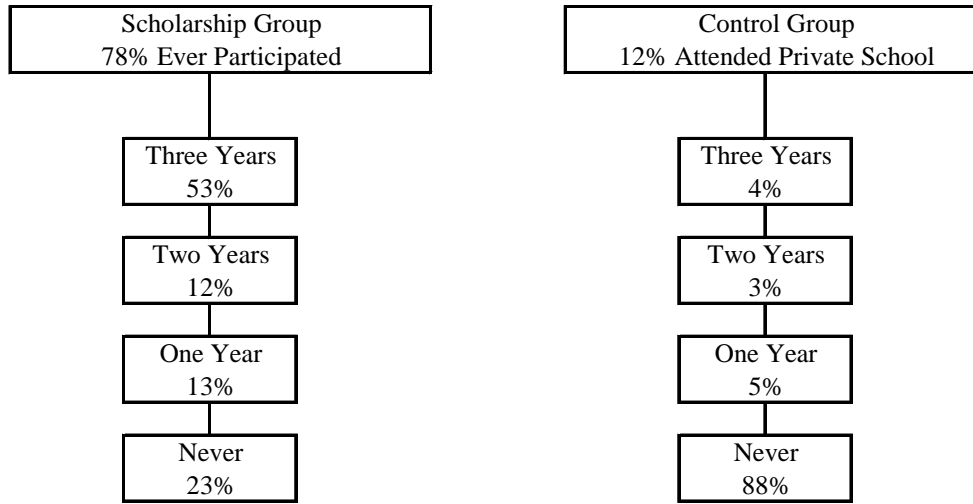 Scholarship Group
78% Ever Participated
Three Years
53%
Two Years
12%
One Year
13%
Never
23%
Control Group
12% Attended Private School
Three Years
4%
Two Years
3%
One Year
5%
Never
88%